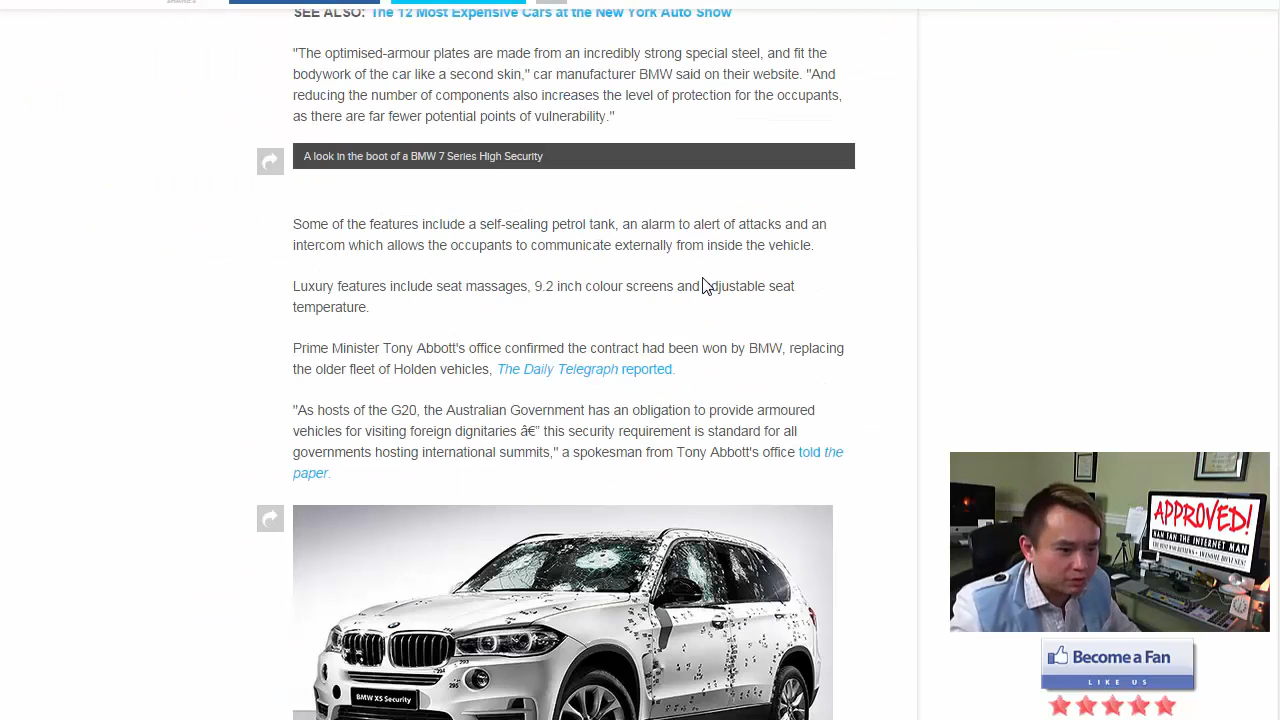 SEE ALSO: The 12 Most Expensive Cars at the New York Auto Show
"The optimised-armour plates are made from an incredibly strong special steel, and fit the
bodywork of the car like a second skin," car manufacturer BMW said on their website. "And
reducing the number of components also increases the level of protection for the occupants,
as there are far fewer potential points of vulnerability."
A look in the boot of a BMW 7 Series High Security
Some of the features include a self-sealing petrol tank, an alarm to alert of attacks and an
intercom which allows the occupants to communicate externally from inside the vehicle.
Luxury features include seat massages, 9.2 inch colour screens and adjustable seat
temperature.
Prime Minister Tony Abbott's office confirmed the contract had been won by BMW, replacing
the older fleet of Holden vehicles, The Daily Telegraph reported.
"As hosts of the G20, the Australian Government has an obligation to provide armoured
vehicles for visiting foreign dignitaries â€" this security requirement is standard for all
governments hosting international summits," a spokesman from Tony Abbott's office told the
paper.
BMW X5 Security
APPROVED!
NAM THE INTERNET MAN
Become a Fan
LIKE US